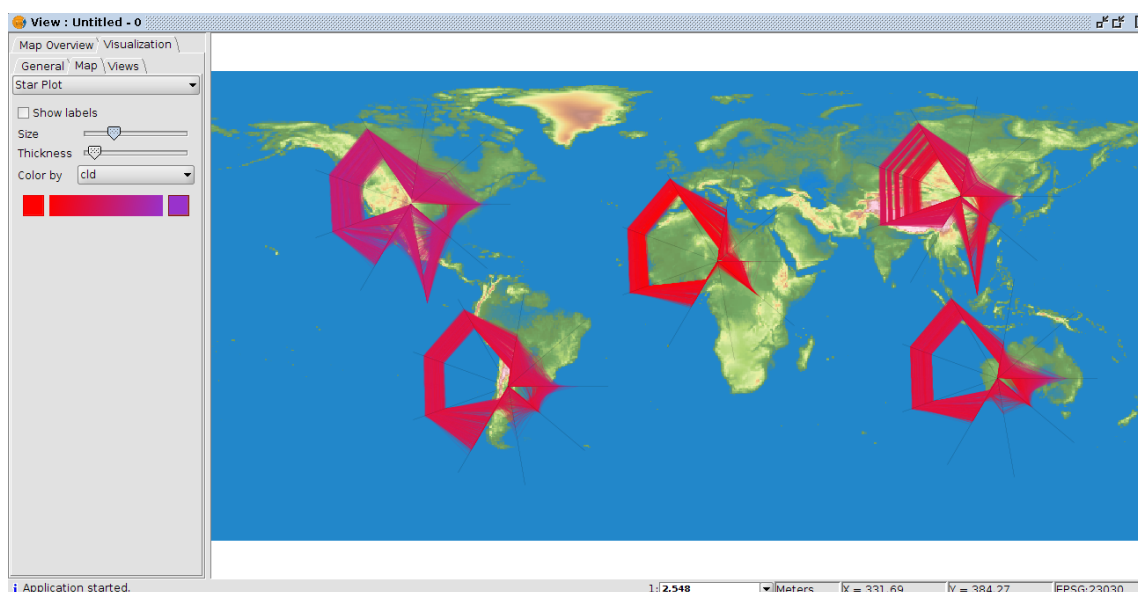 View : Untitled - 0
Map Overview Visualization
General Map Views
Star Plot
Show labels
Size
Thickness
Color by cld
Application started.
1: 2.548 Meters X = 331.69 Y = 384.27 EPSG:23030